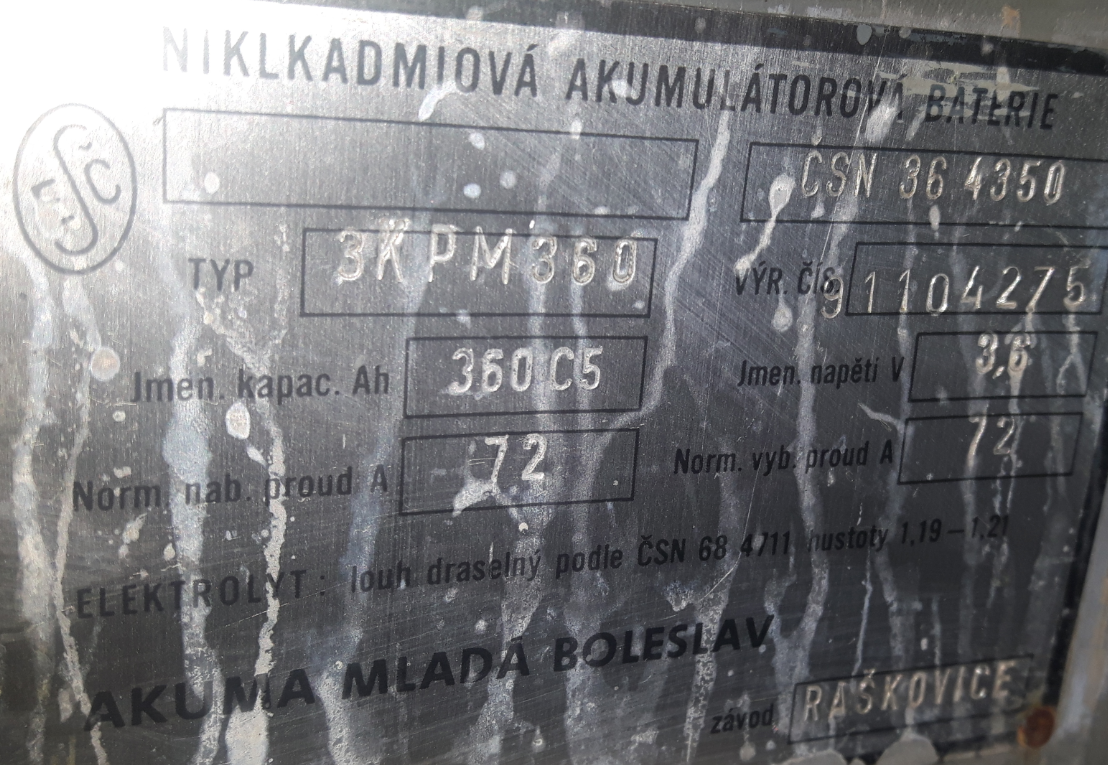 NIKLKADMIOVÁ AKUMULÁTOROVÁ BATERIE
ESČ
ČSN 36 4350
TYP 3KPM360
VÝR. ČÍS. 91104275
Jmen. kapac. Ah 360 C5
Jmen. napětí V 3,6
Norm. nab. proud A 72
Norm. vyb. proud A 72
ELEKTROLYT: louh draselný podle ČSN 68 4711 hustoty 1,19 – 1,21
AKUMA MLADÁ BOLESLAV
závod RAŠKOVICE